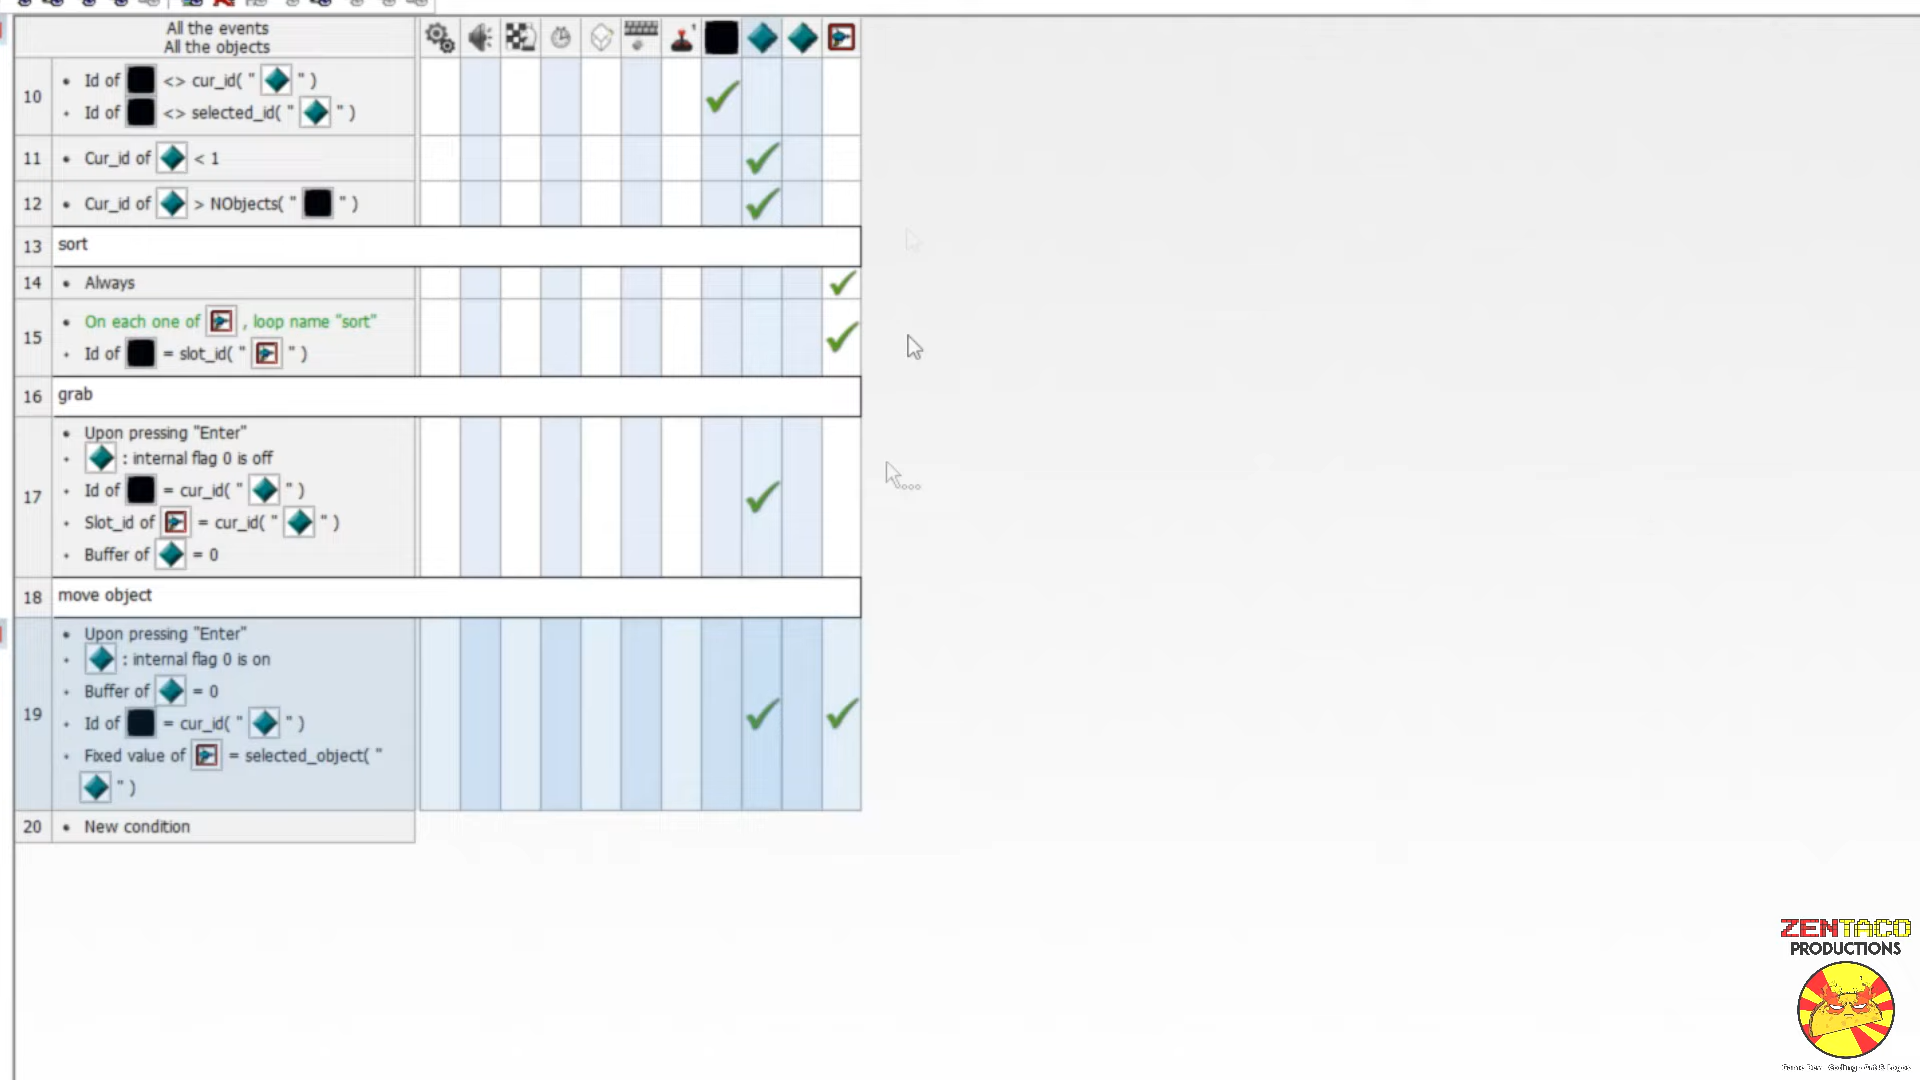 All the events
All the objects
10
• Id of <> cur_id( " " )
• Id of <> selected_id( " " )
11
• Cur_id of < 1
12
• Cur_id of > NObjects( " " )
13
sort
14
• Always
15
• On each one of , loop name "sort"
• Id of = slot_id( " " )
16
grab
17
• Upon pressing "Enter"
• : internal flag 0 is off
• Id of = cur_id( " " )
• Slot_id of = cur_id( " " )
• Buffer of = 0
18
move object
19
• Upon pressing "Enter"
• : internal flag 0 is on
• Buffer of = 0
• Id of = cur_id( " " )
• Fixed value of = selected_object( "
" )
20
• New condition
ZENTACO
PRODUCTIONS